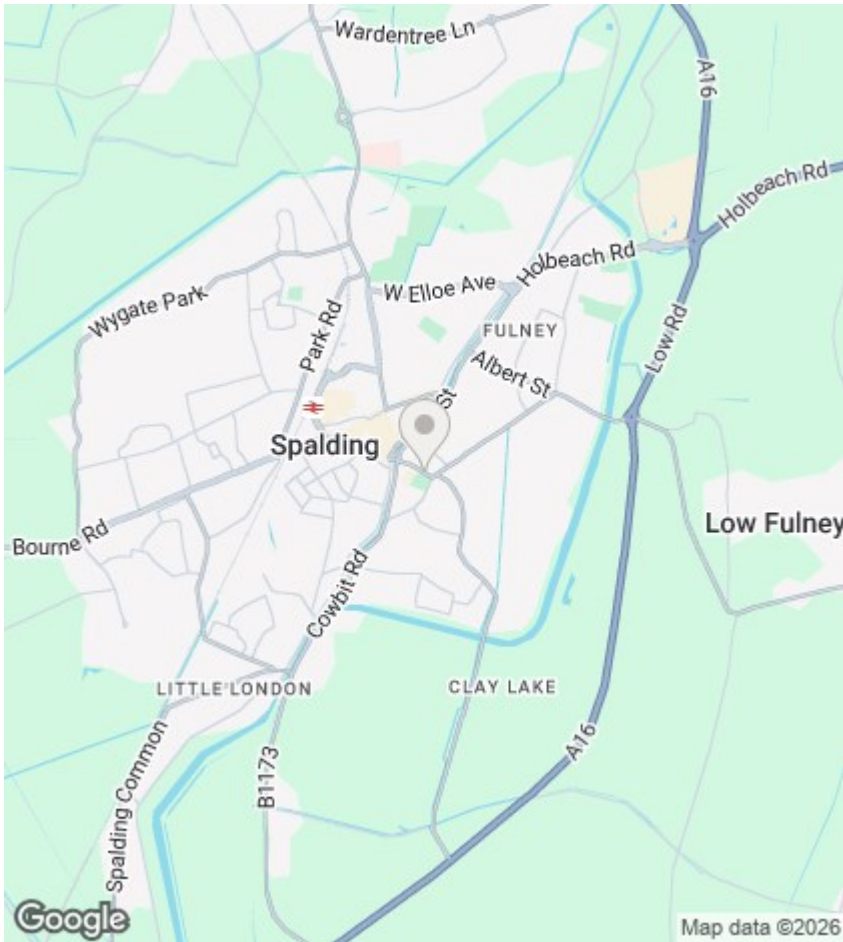 Wardentree Ln
A16
Holbeach Rd
Holbeach Rd
W Elloe Ave
Wygate Park
Park Rd
FULNEY
Low Rd
Albert St
St
Spalding
Low Fulney
Bourne Rd
Cowbit Rd
LITTLE LONDON
CLAY LAKE
A16
B1173
Spalding Common
Google
Map data ©2026